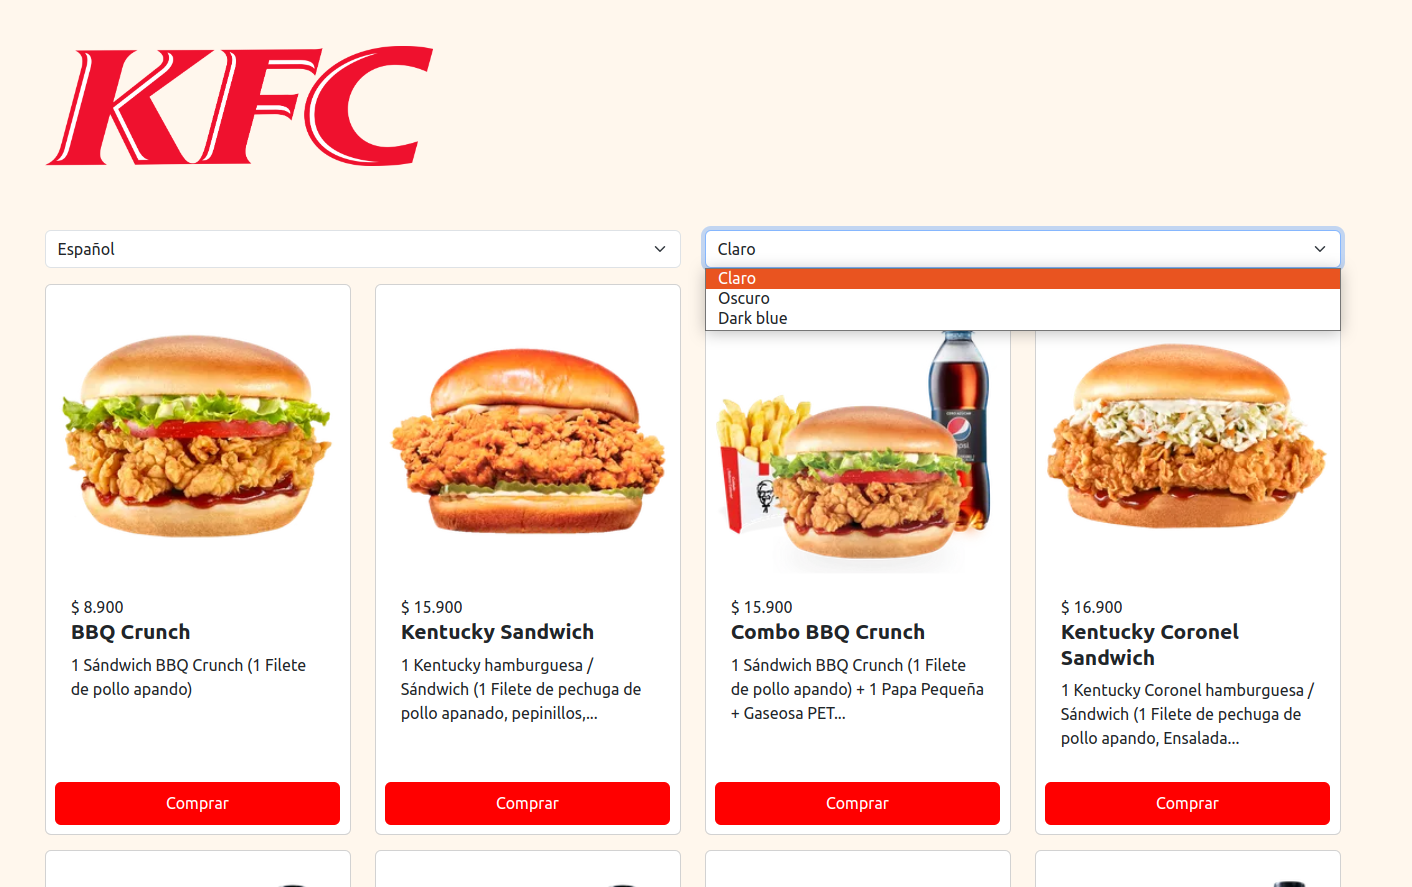 KFC
Español
Claro
Claro
Oscuro
Dark blue
pepsi
$ 8.900
BBQ Crunch
1 Sándwich BBQ Crunch (1 Filete
de pollo apando)
Comprar
$ 15.900
Kentucky Sandwich
1 Kentucky hamburguesa /
Sándwich (1 Filete de pechuga de
pollo apanado, pepinillos,...
Comprar
$ 15.900
Combo BBQ Crunch
1 Sándwich BBQ Crunch (1 Filete
de pollo apando) + 1 Papa Pequeña
+ Gaseosa PET...
Comprar
$ 16.900
Kentucky Coronel
Sandwich
1 Kentucky Coronel hamburguesa /
Sándwich (1 Filete de pechuga de
pollo apando, Ensalada...
Comprar